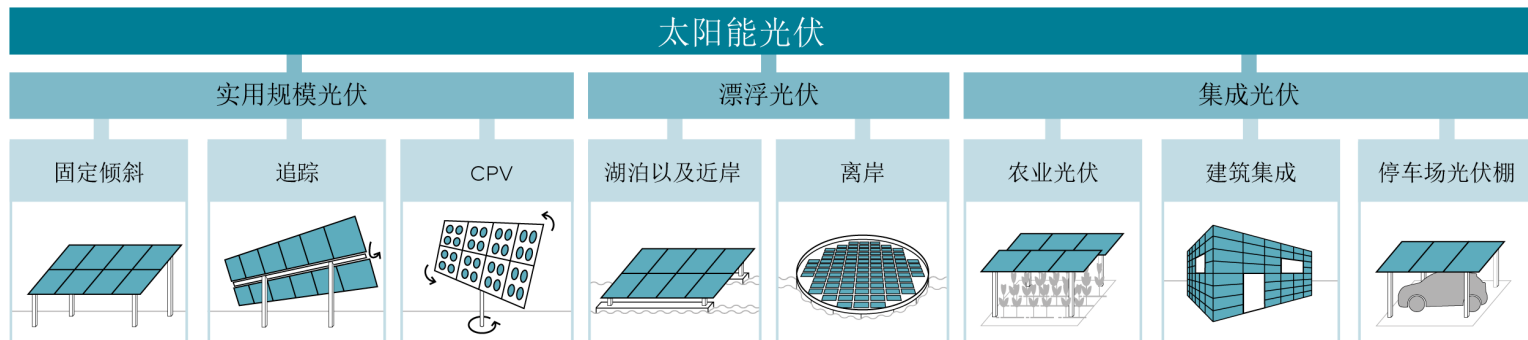 太阳能光伏
实用规模光伏
漂浮光伏
集成光伏
固定倾斜
追踪
CPV
湖泊以及近岸
离岸
农业光伏
建筑集成
停车场光伏棚